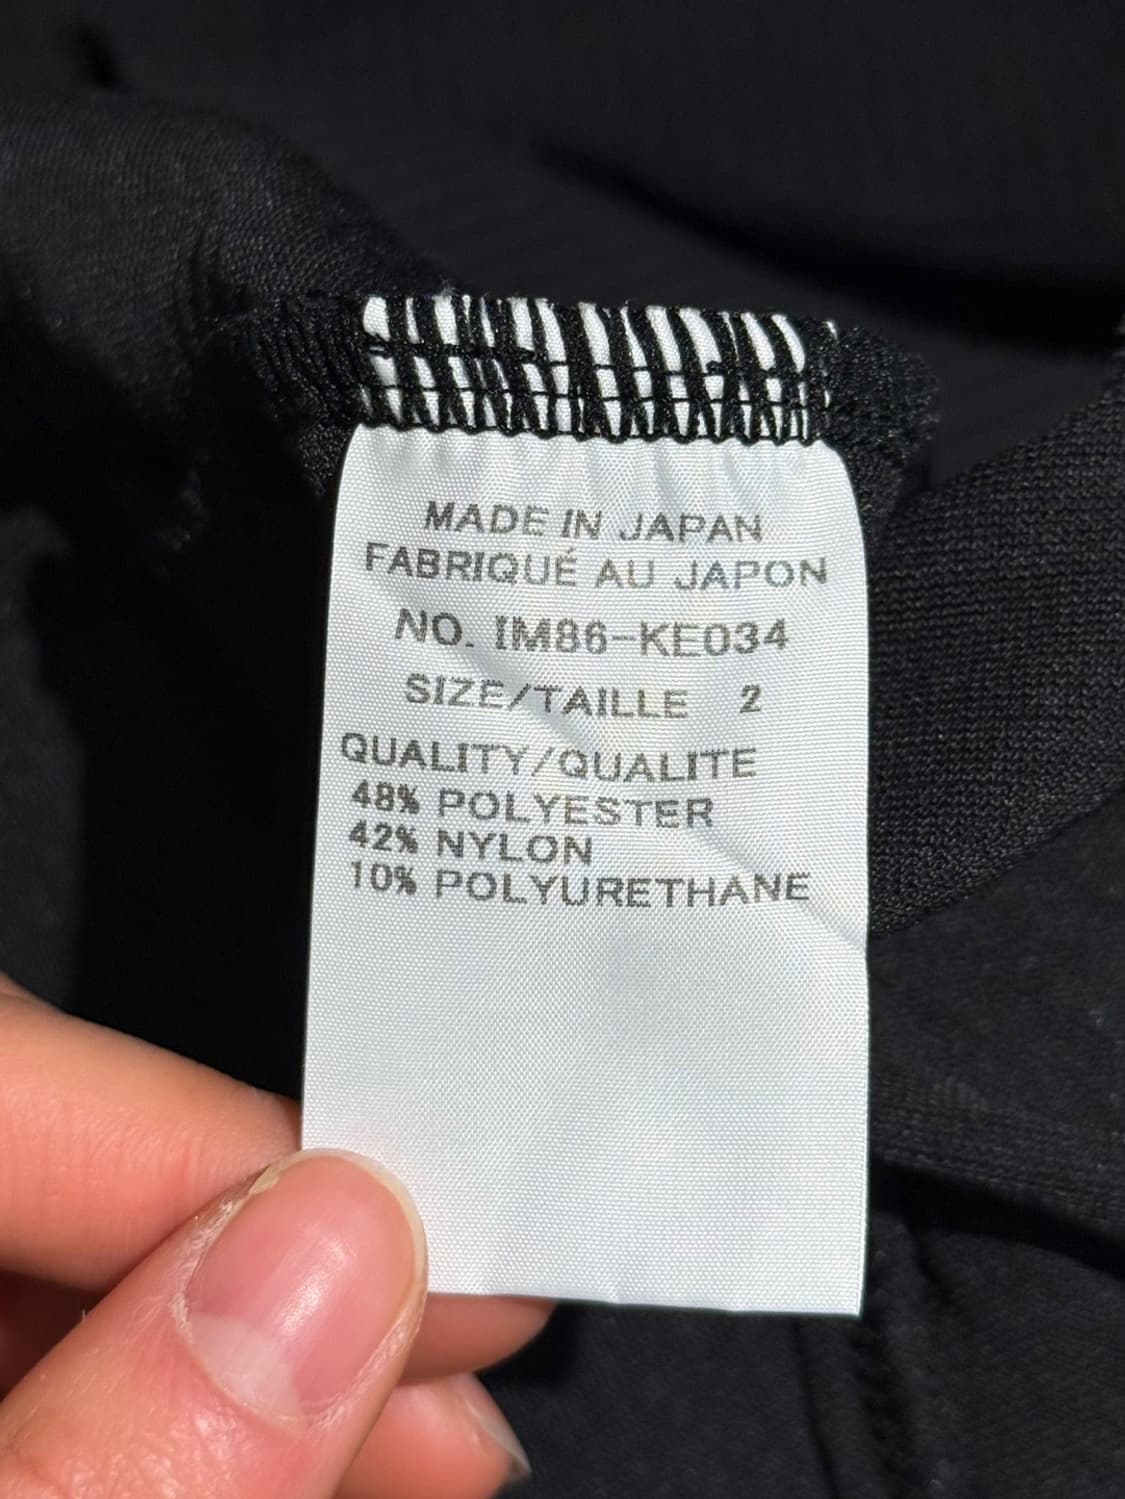 MADE IN JAPAN
FABRIQUÉ AU JAPON
NO. IM86-KE034
SIZE/TAILLE 2
QUALITY/QUALITE
48% POLYESTER
42% NYLON
10% POLYURETHANE